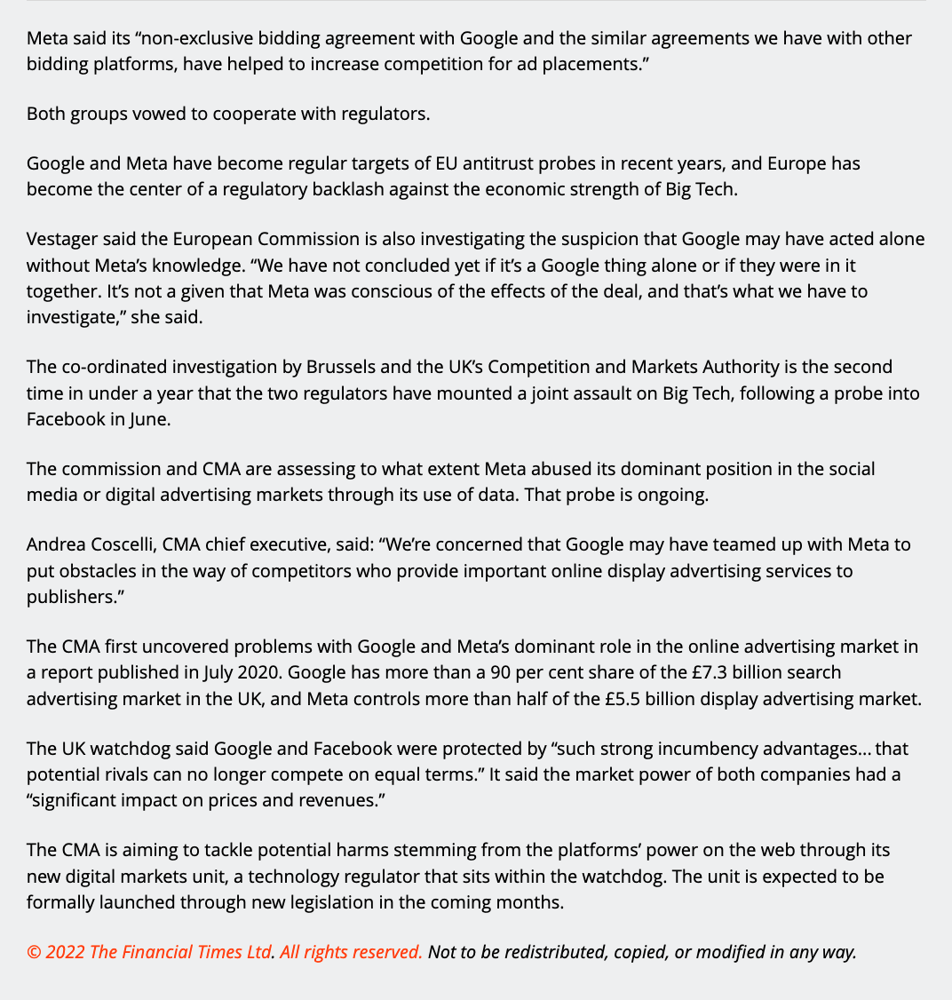 Meta said its “non-exclusive bidding agreement with Google and the similar agreements we have with other
bidding platforms, have helped to increase competition for ad placements.”
Both groups vowed to cooperate with regulators.
Google and Meta have become regular targets of EU antitrust probes in recent years, and Europe has
become the center of a regulatory backlash against the economic strength of Big Tech.
Vestager said the European Commission is also investigating the suspicion that Google may have acted alone
without Meta’s knowledge. “We have not concluded yet if it’s a Google thing alone or if they were in it
together. It’s not a given that Meta was conscious of the effects of the deal, and that’s what we have to
investigate,” she said.
The co-ordinated investigation by Brussels and the UK’s Competition and Markets Authority is the second
time in under a year that the two regulators have mounted a joint assault on Big Tech, following a probe into
Facebook in June.
The commission and CMA are assessing to what extent Meta abused its dominant position in the social
media or digital advertising markets through its use of data. That probe is ongoing.
Andrea Coscelli, CMA chief executive, said: “We’re concerned that Google may have teamed up with Meta to
put obstacles in the way of competitors who provide important online display advertising services to
publishers.”
The CMA first uncovered problems with Google and Meta’s dominant role in the online advertising market in
a report published in July 2020. Google has more than a 90 per cent share of the £7.3 billion search
advertising market in the UK, and Meta controls more than half of the £5.5 billion display advertising market.
The UK watchdog said Google and Facebook were protected by “such strong incumbency advantages... that
potential rivals can no longer compete on equal terms.” It said the market power of both companies had a
“significant impact on prices and revenues.”
The CMA is aiming to tackle potential harms stemming from the platforms’ power on the web through its
new digital markets unit, a technology regulator that sits within the watchdog. The unit is expected to be
formally launched through new legislation in the coming months.
© 2022 The Financial Times Ltd. All rights reserved. Not to be redistributed, copied, or modified in any way.